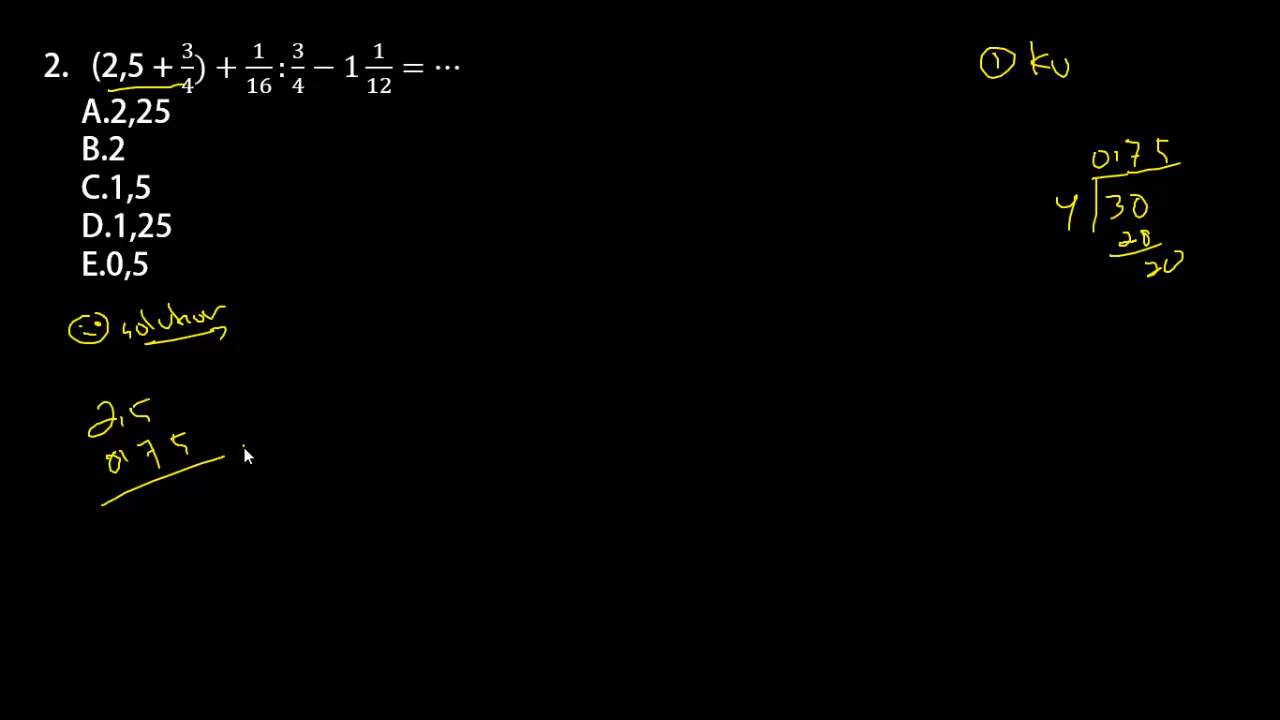 2. (2,5 + 3/4) + 1/16 : 3/4 − 1 1/12 = ⋯
A.2,25
B.2
C.1,5
D.1,25
E.0,5
① KU
0,75
4 30
20
solution
2,5
0,75